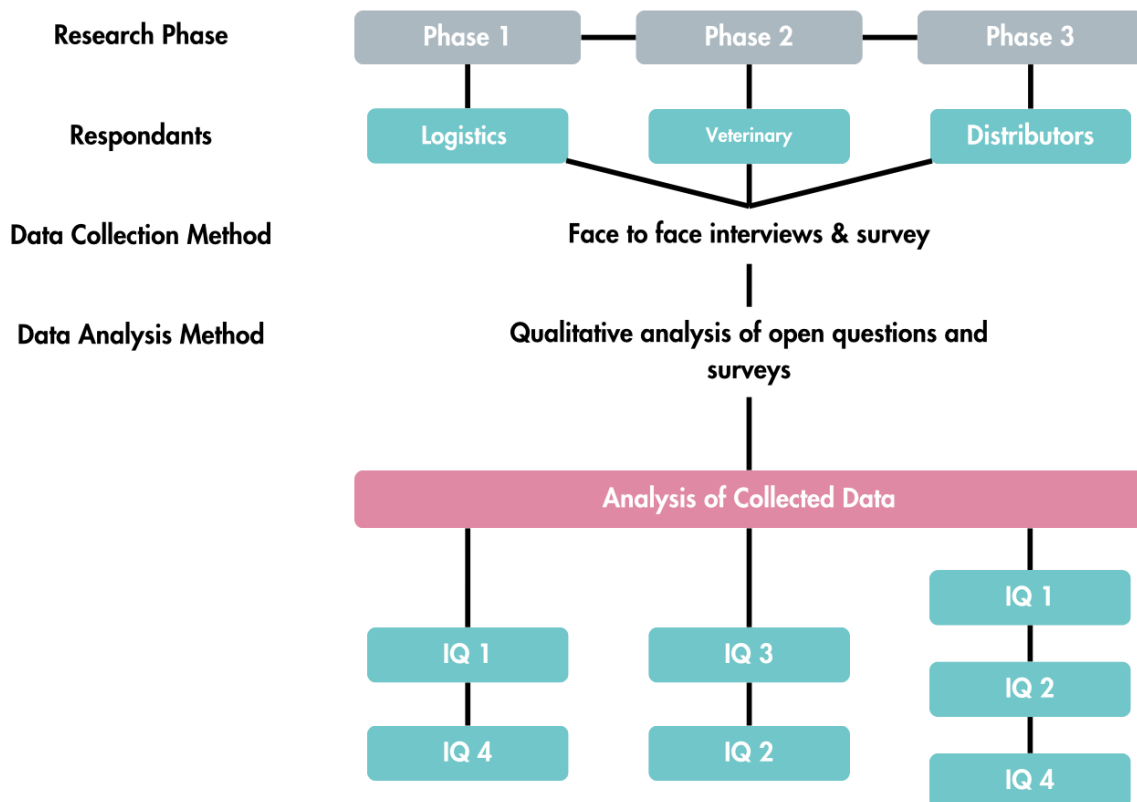 Research Phase
Phase 1
Phase 2
Phase 3
Respondants
Logistics
Veterinary
Distributors
Data Collection Method
Face to face interviews & survey
Data Analysis Method
Qualitative analysis of open questions and
surveys
Analysis of Collected Data
IQ 1
IQ 4
IQ 3
IQ 2
IQ 1
IQ 2
IQ 4